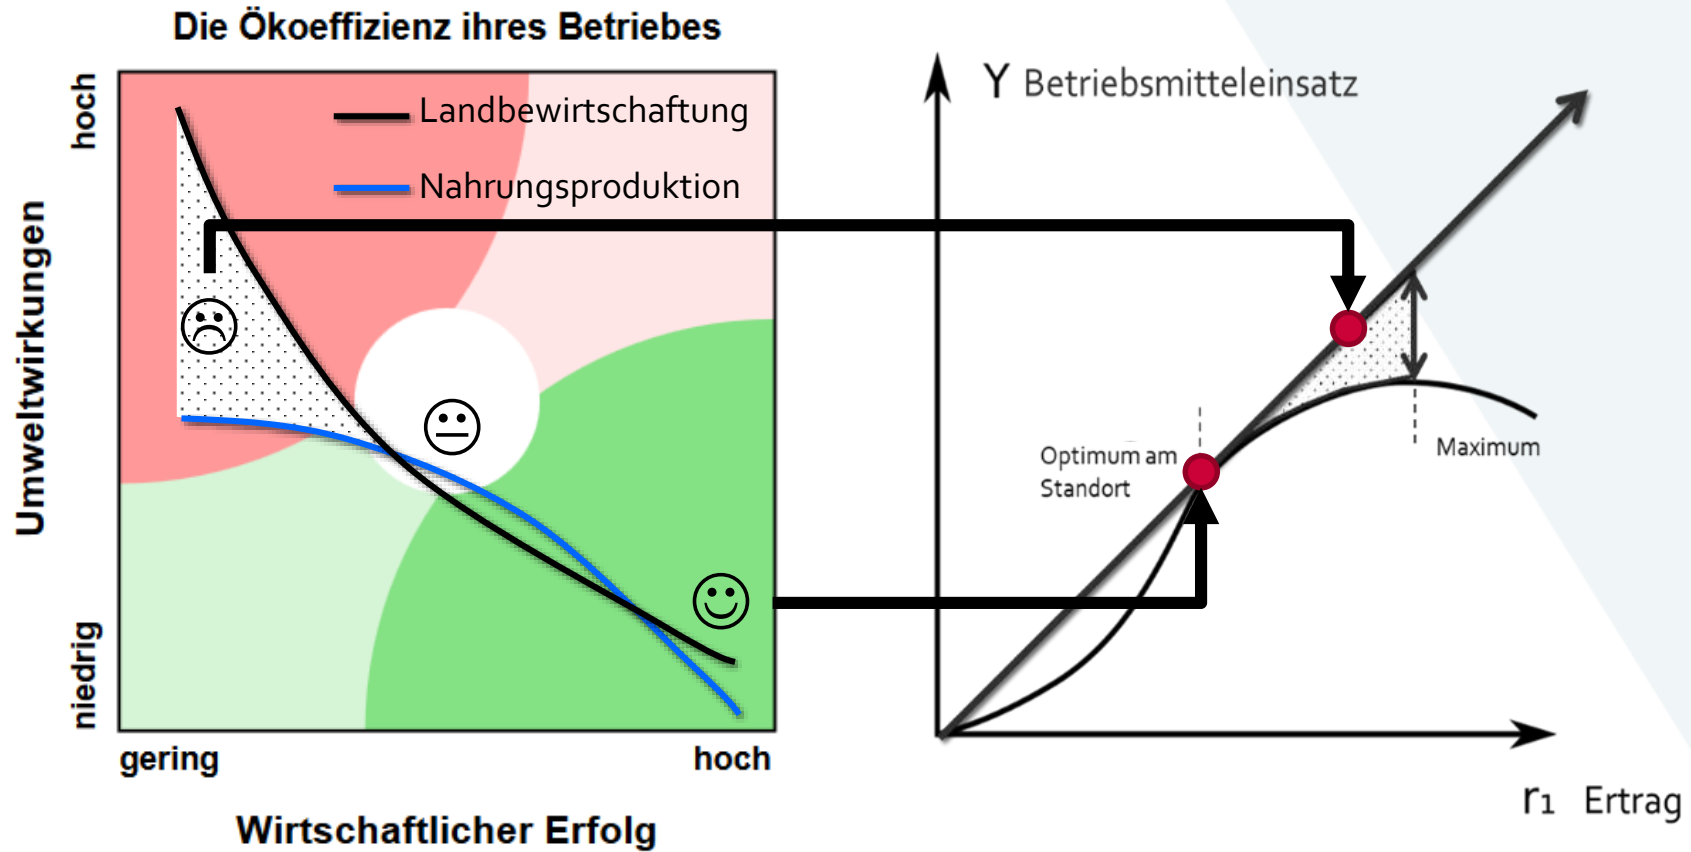 Die Ökoeffizienz ihres Betriebes
hoch
Landbewirtschaftung
Nahrungsproduktion
Umweltwirkungen
niedrig
gering
hoch
Wirtschaftlicher Erfolg
Y Betriebsmitteleinsatz
Optimum am
Standort
Maximum
r1 Ertrag